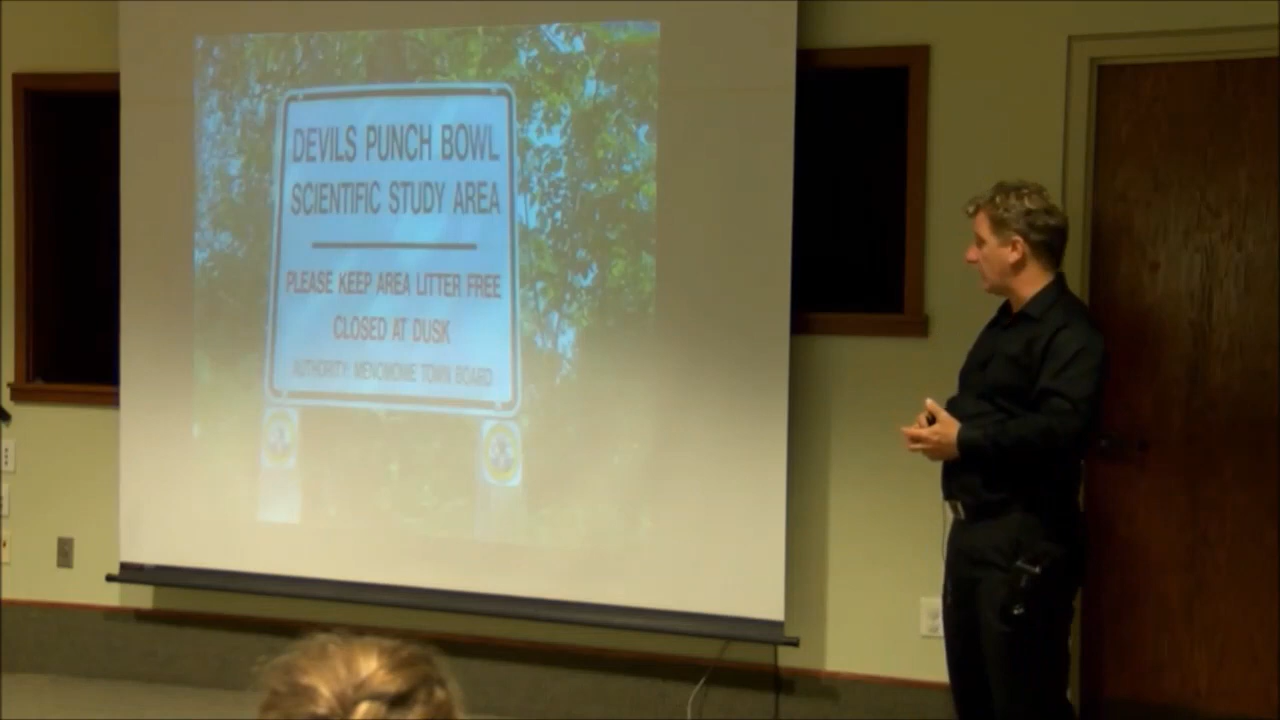 DEVILS PUNCH BOWL
SCIENTIFIC STUDY AREA
PLEASE KEEP AREA LITTER FREE
CLOSED AT DUSK
AUTHORITY: MENOMONIE TOWN BOARD